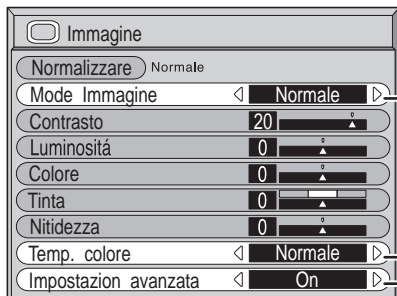 Immagine
Normalizzare Normale
Mode Immagine Normale
Contrasto 20
Luminositá 0
Colore 0
Tinta 0
Nitidezza 0
Temp. colore Normale
Impostazion avanzata On